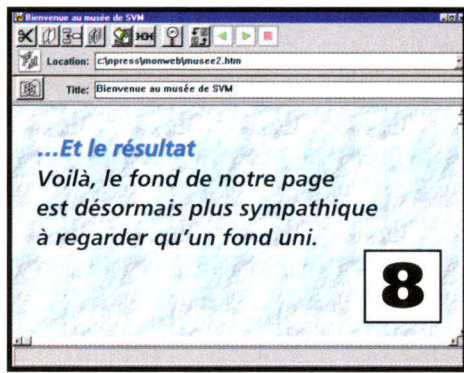 Bienvenue au musée de SVM
Location: c:\npress\monweb\musee2.htm
Title: Bienvenue au musée de SVM
...Et le résultat
Voilà, le fond de notre page
est désormais plus sympathique
à regarder qu'un fond uni.
8